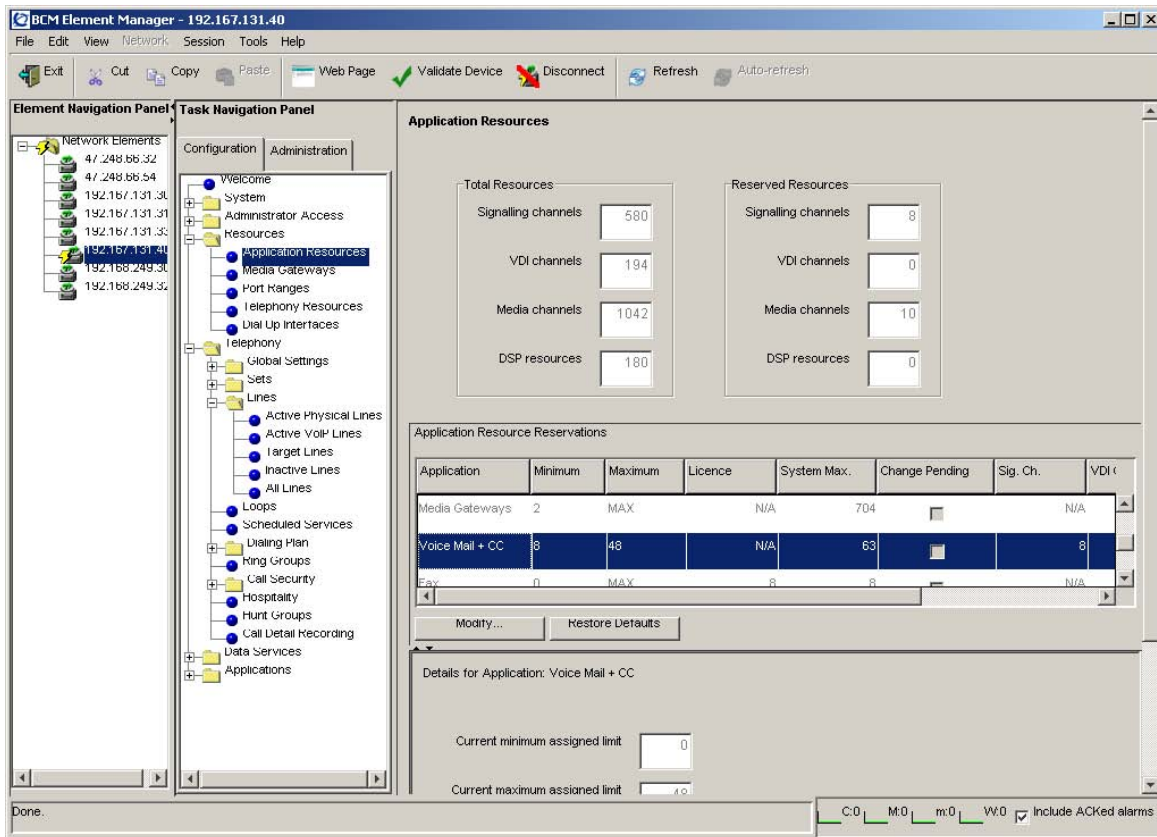 BCM Element Manager - 192.167.131.40
File Edit View Network Session Tools Help
Exit Cut Copy Paste Web Page Validate Device Disconnect Refresh Auto-refresh
Element Navigation Panel
Network Elements
47.248.66.32
47.248.66.54
192.167.131.30
192.167.131.31
192.167.131.33
192.167.131.40
192.168.249.30
192.168.249.32
Task Navigation Panel
Configuration Administration
Welcome
System
Administrator Access
Resources
Application Resources
Media Gateways
Port Ranges
Telephony Resources
Dial Up Interfaces
Telephony
Global Settings
Sets
Lines
Active Physical Lines
Active VoIP Lines
Target Lines
Inactive Lines
All Lines
Loops
Scheduled Services
Dialing Plan
Ring Groups
Call Security
Hospitality
Hunt Groups
Call Detail Recording
Data Services
Applications
Application Resources
Total Resources
Signalling channels 580
VDI channels 194
Media channels 1042
DSP resources 180
Reserved Resources
Signalling channels 8
VDI channels 0
Media channels 10
DSP resources 0
Application Resource Reservations
Application Minimum Maximum Licence System Max. Change Pending Sig. Ch. VDI
Media Gateways 2 MAX N/A 704 N/A
Voice Mail + CC 8 48 N/A 63 8
Fax 0 MAX 8 8 N/A
Modify... Restore Defaults
Details for Application: Voice Mail + CC
Current minimum assigned limit 0
Current maximum assigned limit 48
Done.
C:0 M:0 m:0 W:0 Include ACKed alarms